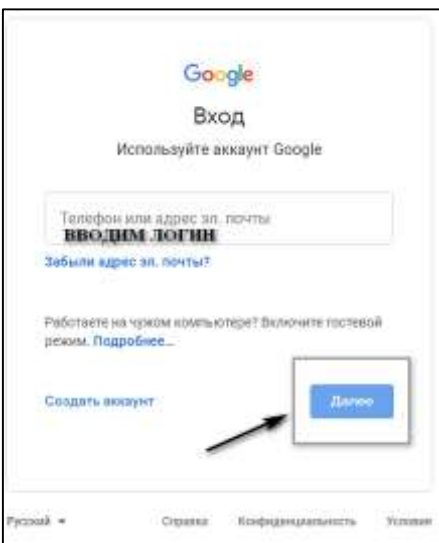 Google
Вход
Используйте аккаунт Google
Телефон или адрес эл. почты
ВВОДИМ ЛОГИН
Забыли адрес эл. почты?
Работаете на чужом компьютере? Включите гостевой
режим. Подробнее…
Создать аккаунт
Далее
Русский Справка Конфиденциальность Условия